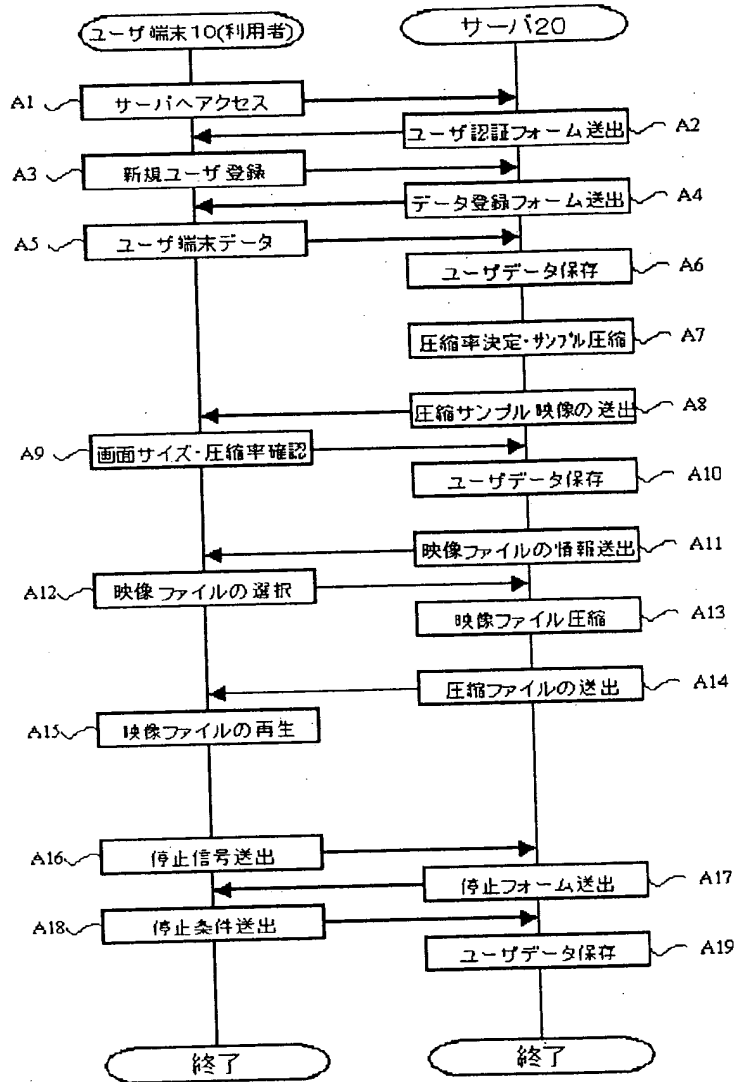 ユーザ端末10(利用者)
サーバ20
A1
サーバへアクセス
ユーザ認証フォーム送出
A2
A3
新規ユーザ登録
データ登録フォーム送出
A4
A5
ユーザ端末データ
ユーザデータ保存
A6
圧縮率決定・サンプル圧縮
A7
圧縮サンプル映像の送出
A8
A9
画面サイズ・圧縮率確認
ユーザデータ保存
A10
映像ファイルの情報送出
A11
A12
映像ファイルの選択
映像ファイル圧縮
A13
圧縮ファイルの送出
A14
A15
映像ファイルの再生
A16
停止信号送出
停止フォーム送出
A17
A18
停止条件送出
ユーザデータ保存
A19
終了
終了